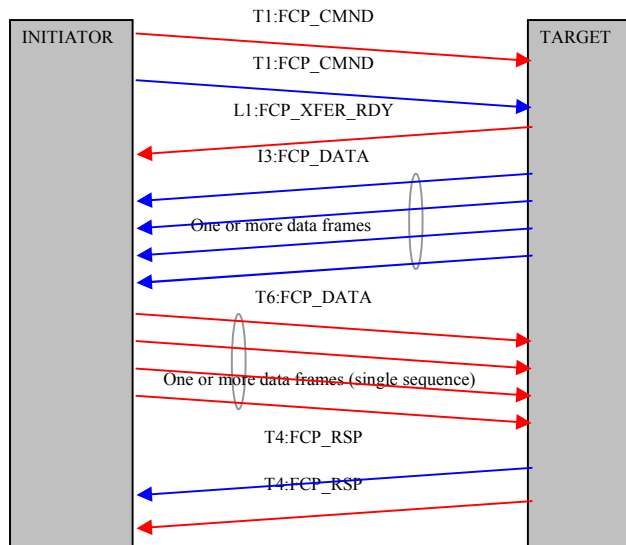 T1:FCP_CMND
INITIATOR
TARGET
T1:FCP_CMND
L1:FCP_XFER_RDY
I3:FCP_DATA
One or more data frames
T6:FCP_DATA
One or more data frames (single sequence)
T4:FCP_RSP
T4:FCP_RSP